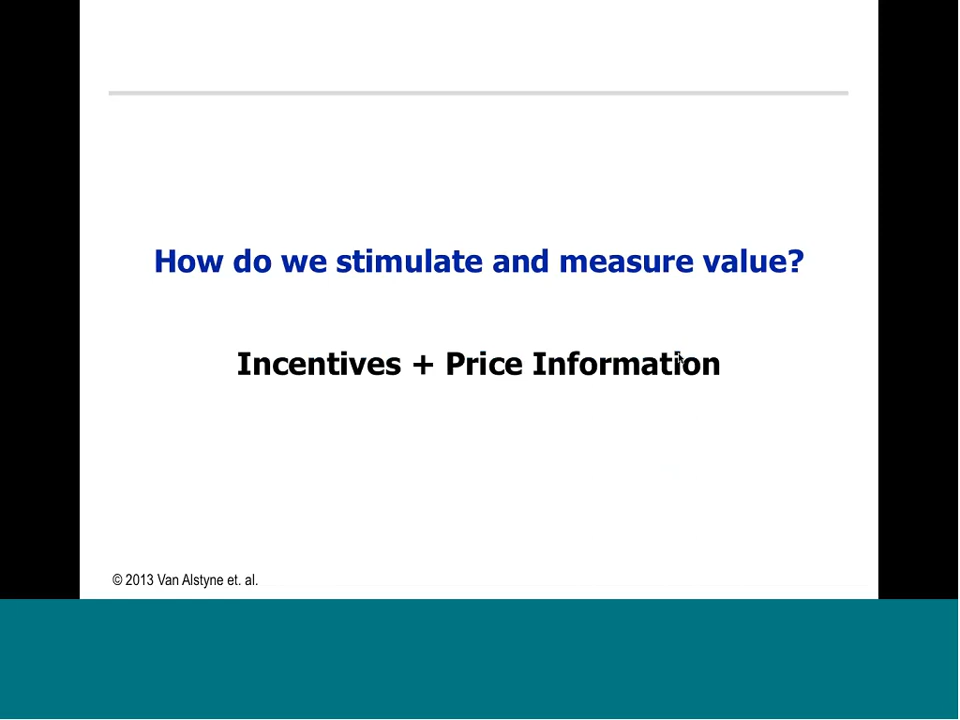 How do we stimulate and measure value?
Incentives + Price Information
© 2013 Van Alstyne et. al.